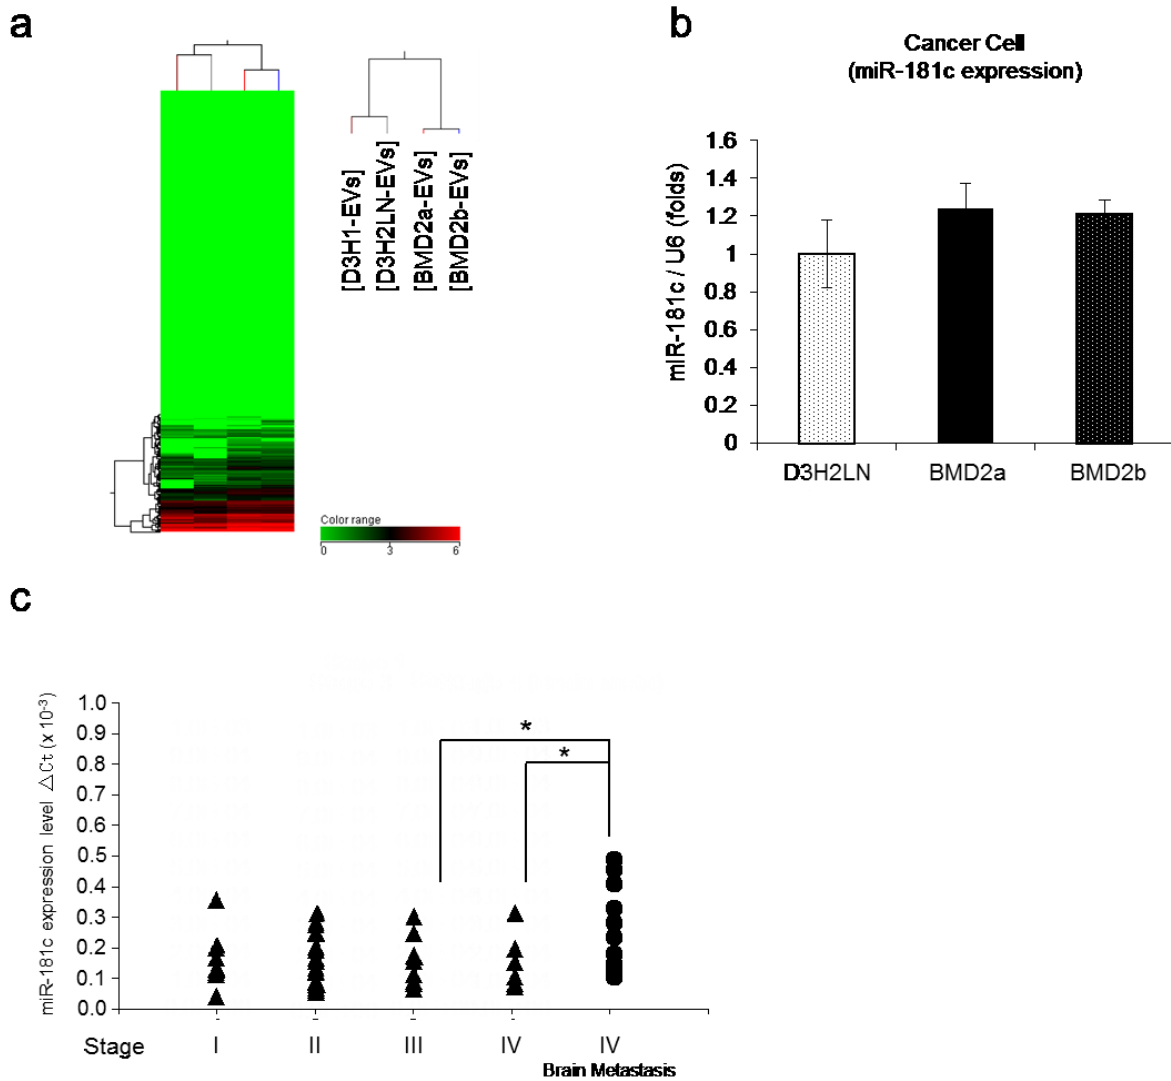 a
[D3H1-EVs]
[D3H2LN-EVs]
[BMD2a-EVs]
[BMD2b-EVs]
Color range
0 3 6
b
Cancer Cell
(miR-181c expression)
miR-181c / U6 (folds)
1.6
1.4
1.2
1
0.8
0.6
0.4
0.2
0
D3H2LN BMD2a BMD2b
c
miR-181c expression level △Ct (x 10-3)
1.0
0.9
0.8
0.7
0.6
0.5
0.4
0.3
0.2
0.1
0.0
*
*
Stage I II III IV IV
Brain Metastasis